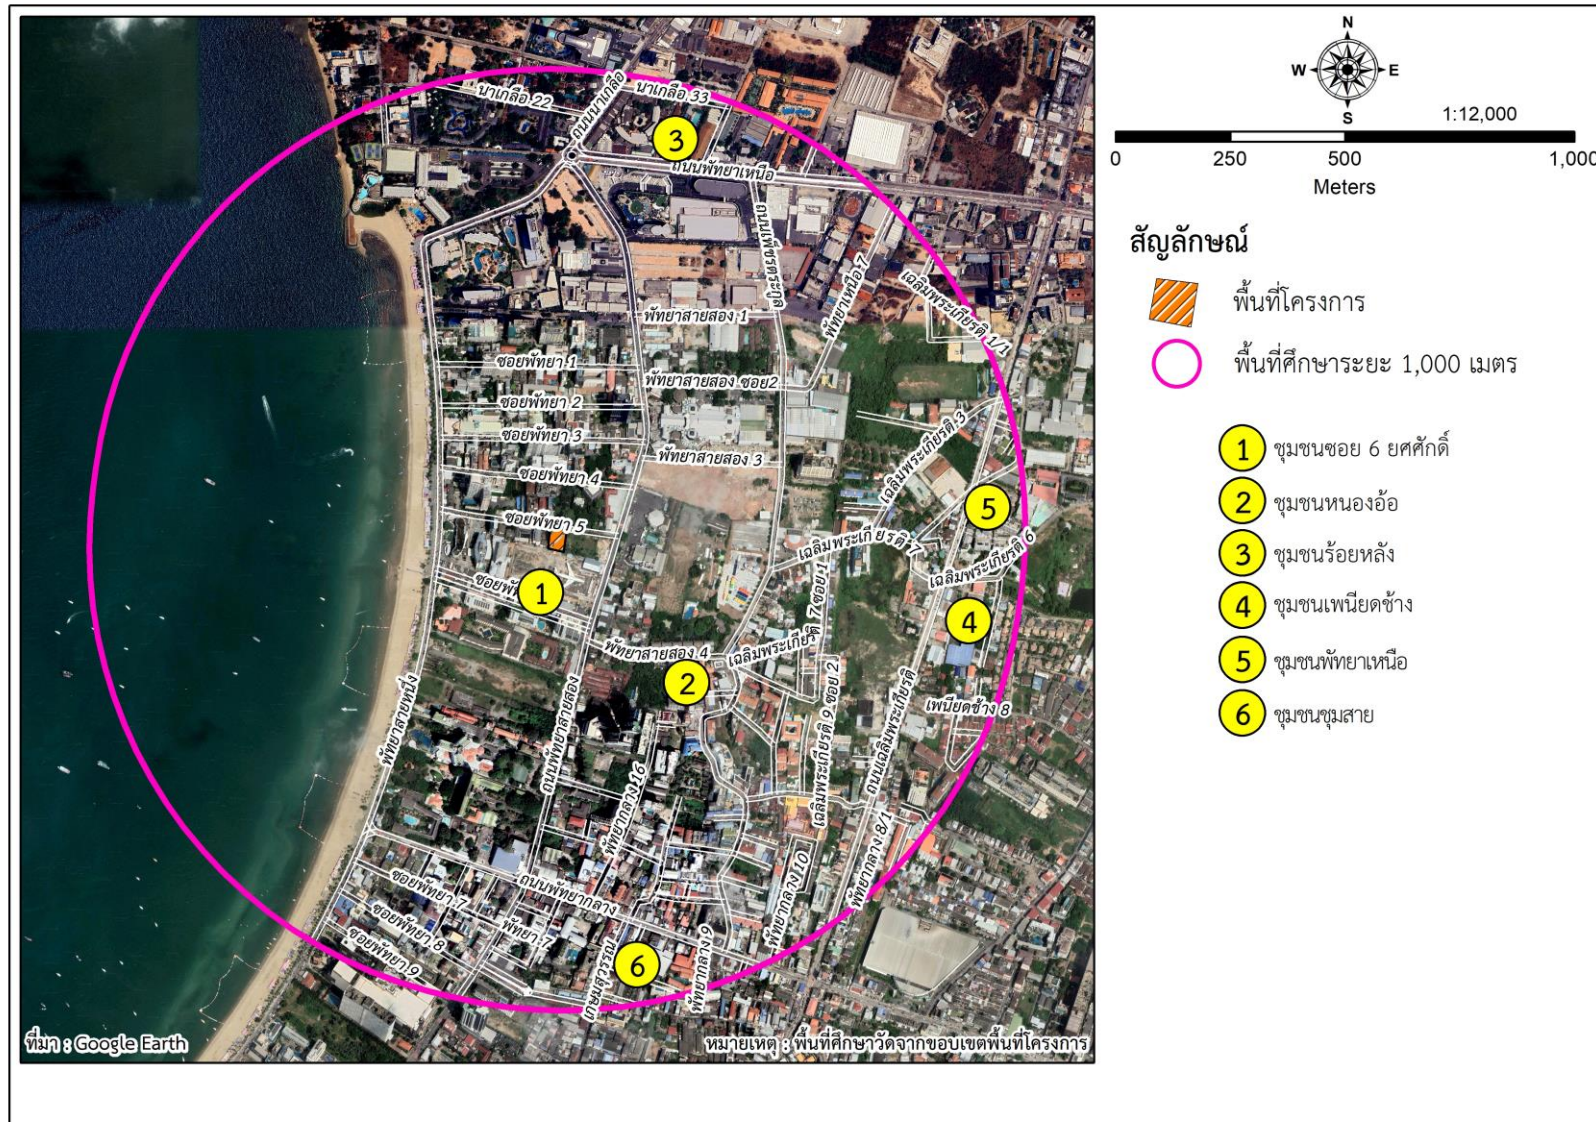 N
W E
S
1:12,000
0 250 500 1,000
Meters
สัญลักษณ์
พื้นที่โครงการ
พื้นที่ศึกษาระยะ 1,000 เมตร
1 ชุมชนซอย 6 ยศศักดิ์
2 ชุมชนหนองอ้อ
3 ชุมชนร้อยหลัง
4 ชุมชนเพนียดช้าง
5 ชุมชนพัทยาเหนือ
6 ชุมชนชุมสาย
นาเกลือ 22
ถนนนาเกลือ
นาเกลือ 33
3
ถนนพัทยาเหนือ
ถนนเพ็ชรตระกูล
พัทยาเหนือ 7
เฉลิมพระเกียรติ 1/1
พัทยาสายสอง 1
ซอยพัทยา 1
พัทยาสายสอง ซอย2
ซอยพัทยา 2
ซอยพัทยา 3
พัทยาสายสอง 3
เฉลิมพระเกียรติ 3
ซอยพัทยา 4
5
ซอยพัทยา 5
เฉลิมพระเกียรติ 7
เฉลิมพระเกียรติ 6
1
เฉลิมพระเกียรติ 7 ซอย 1
4
พัทยาสายสอง 4
2
พัทยาสายหนึ่ง
ถนนพัทยาสายสอง
เฉลิมพระเกียรติ 9 ซอย 2
ถนนเฉลิมพระเกียรติ
เพนียดช้าง 8
พัทยากลาง 16
พัทยากลาง 8/1
พัทยากลาง 10
ถนนพัทยากลาง
ซอยพัทยา 7
พัทยา 7
ซอยพัทยา 8
ซอยพัทยา 9
เกษมสุวรรณ
6
พัทยากลาง 9
ที่มา : Google Earth
หมายเหตุ : พื้นที่ศึกษาวัดจากขอบเขตพื้นที่โครงการ